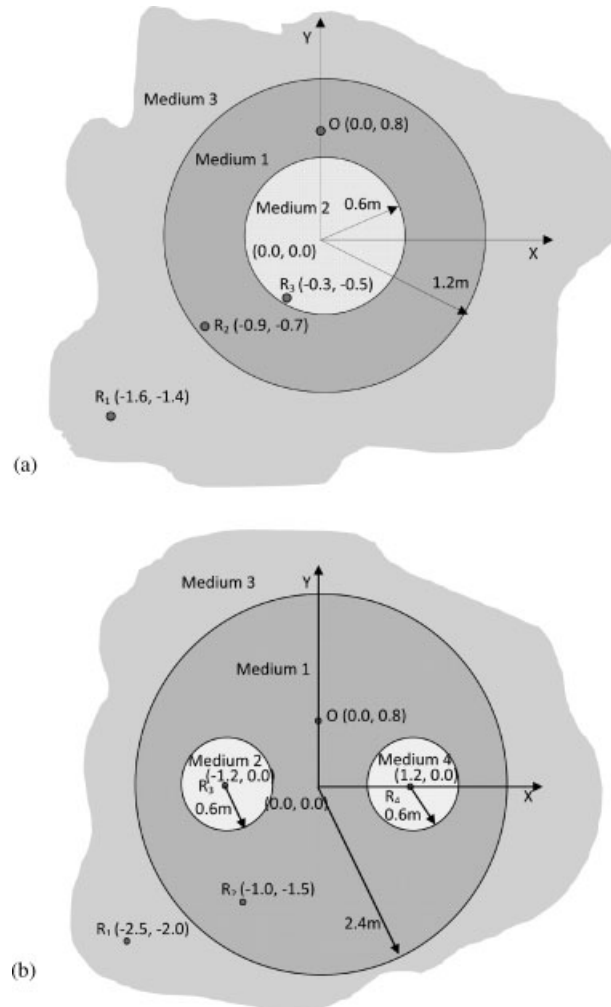 Y
Medium 3
O (0.0, 0.8)
Medium 1
Medium 2
0.6m
(0.0, 0.0)
X
R3 (-0.3, -0.5)
1.2m
R2 (-0.9, -0.7)
R1 (-1.6, -1.4)
(a)
Medium 3
Y
Medium 1
O (0.0, 0.8)
Medium 2
Medium 4
(-1.2, 0.0)
(1.2, 0.0)
R3
R4
(0.0, 0.0)
X
0.6m
0.6m
R2 (-1.0, -1.5)
2.4m
R1 (-2.5, -2.0)
(b)